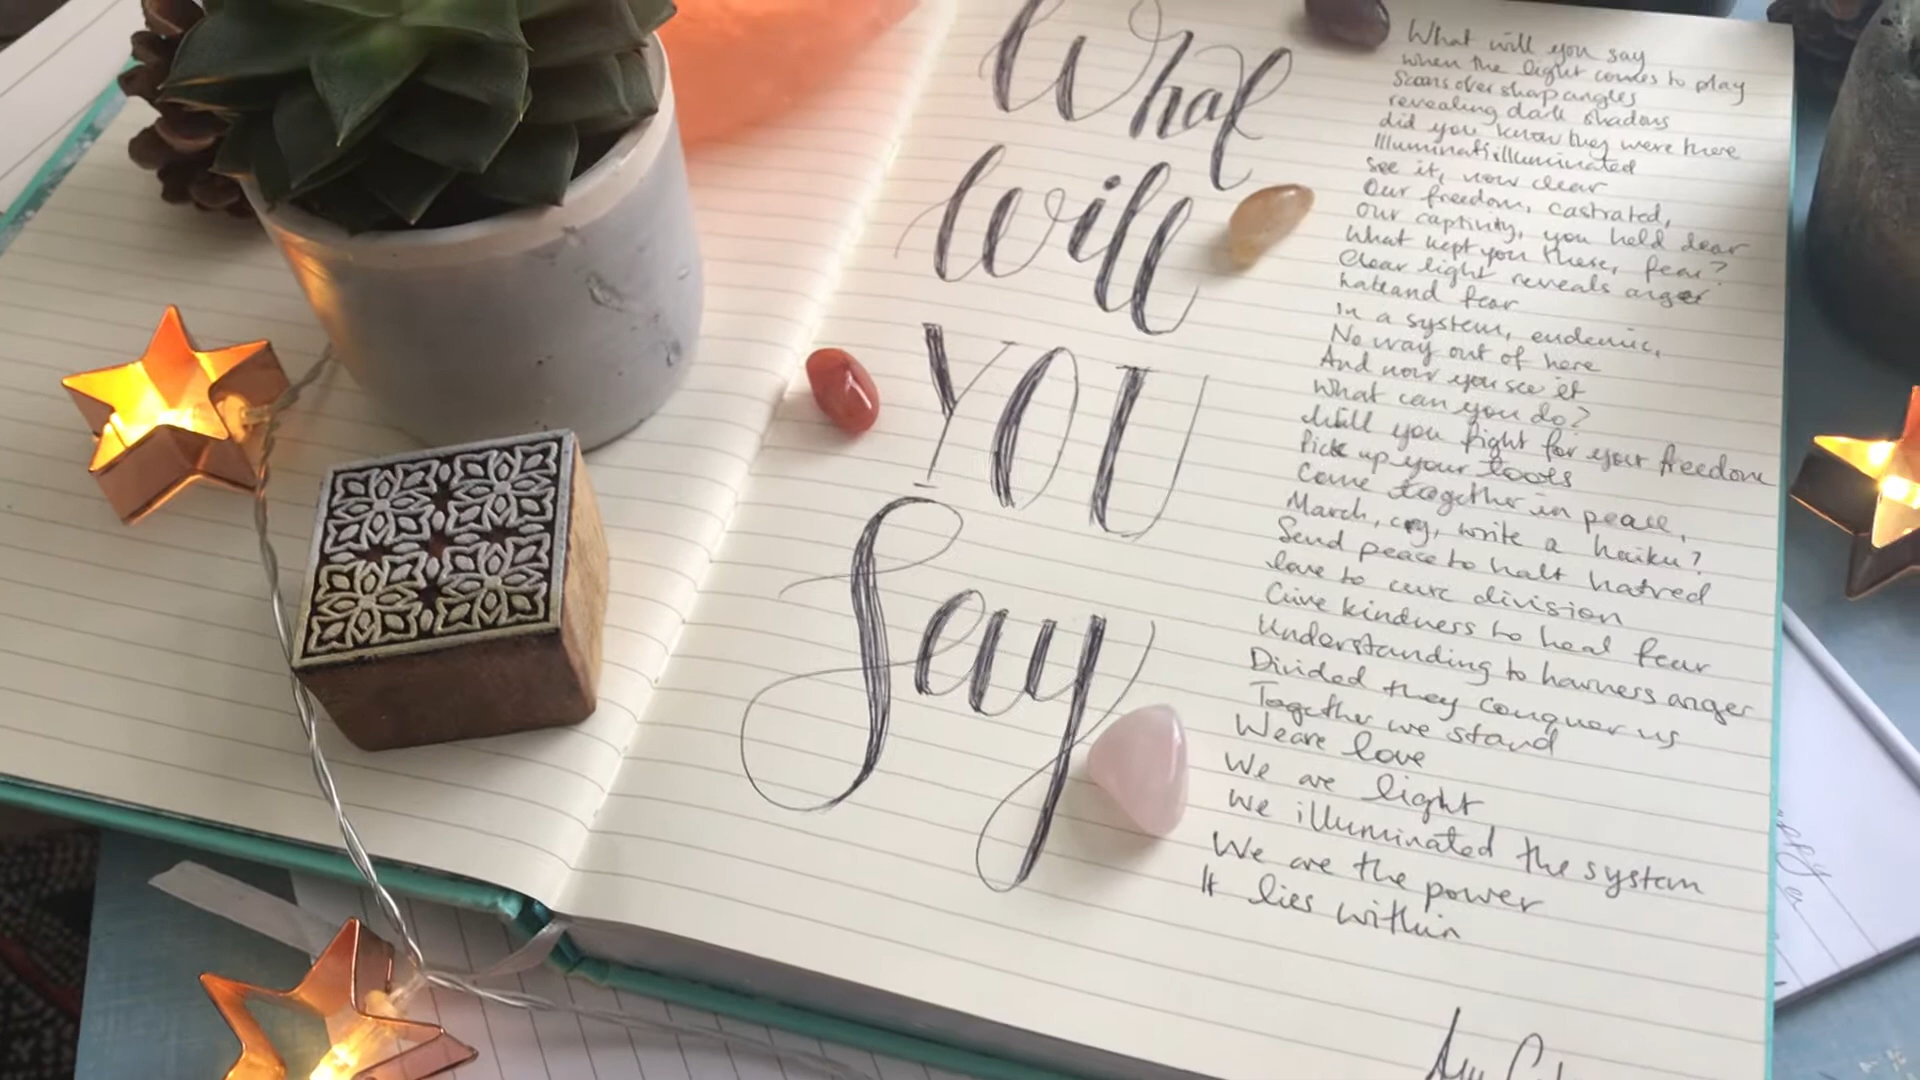 What
Will
YOU
Say
What will you say
when the light comes to play
Scans over sharp angles
revealing dark shadows
did you know they were there
Illuminati illuminated
see it, now clear
Our freedom, castrated,
Our captivity, you held dear
What kept you there, fear?
Clear light reveals anger
hate and fear
In a system, endemic,
No way out of here
And now you see it
What can you do?
Will you fight for your freedom
Pick up your tools
Come together in peace,
March, cry, write a haiku?
Send peace to halt hatred
love to cure division
Give kindness to heal fear
Understanding to harness anger
Divided they conquer us
Together we stand
We are love
We are light
We illuminated the system
We are the power
It lies within